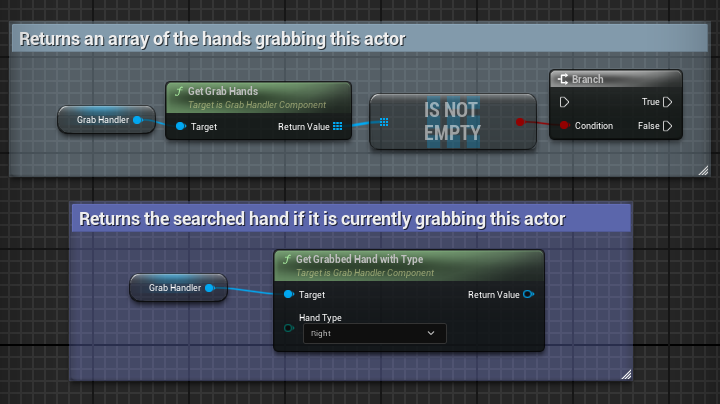 Returns an array of the hands grabbing this actor
Get Grab Hands
Target is Grab Handler Component
Grab Handler
Target
Return Value
IS NOT
EMPTY
Branch
True
Condition
False
Returns the searched hand if it is currently grabbing this actor
Get Grabbed Hand with Type
Target is Grab Handler Component
Grab Handler
Target
Return Value
Hand Type
Right